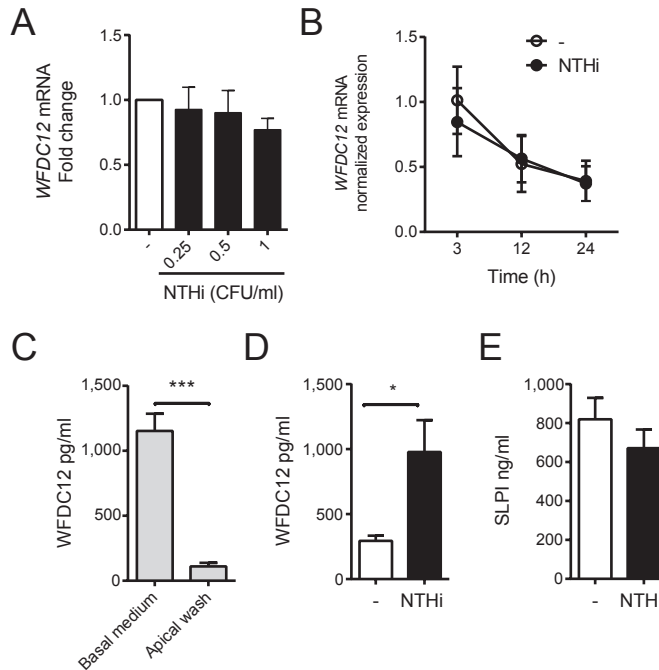 A
WFDC12 mRNA
Fold change
1.5
1.0
0.5
0.0
-
0.25
0.5
1
NTHi (CFU/ml)
B
WFDC12 mRNA
normalized expression
1.5
1.0
0.5
0.0
3
12
24
Time (h)
-
NTHi
C
WFDC12 pg/ml
1,500
1,000
500
0
***
Basal medium
Apical wash
D
WFDC12 pg/ml
1,500
1,000
500
0
*
-
NTHi
E
SLPI ng/ml
1,000
800
600
400
200
0
-
NTH